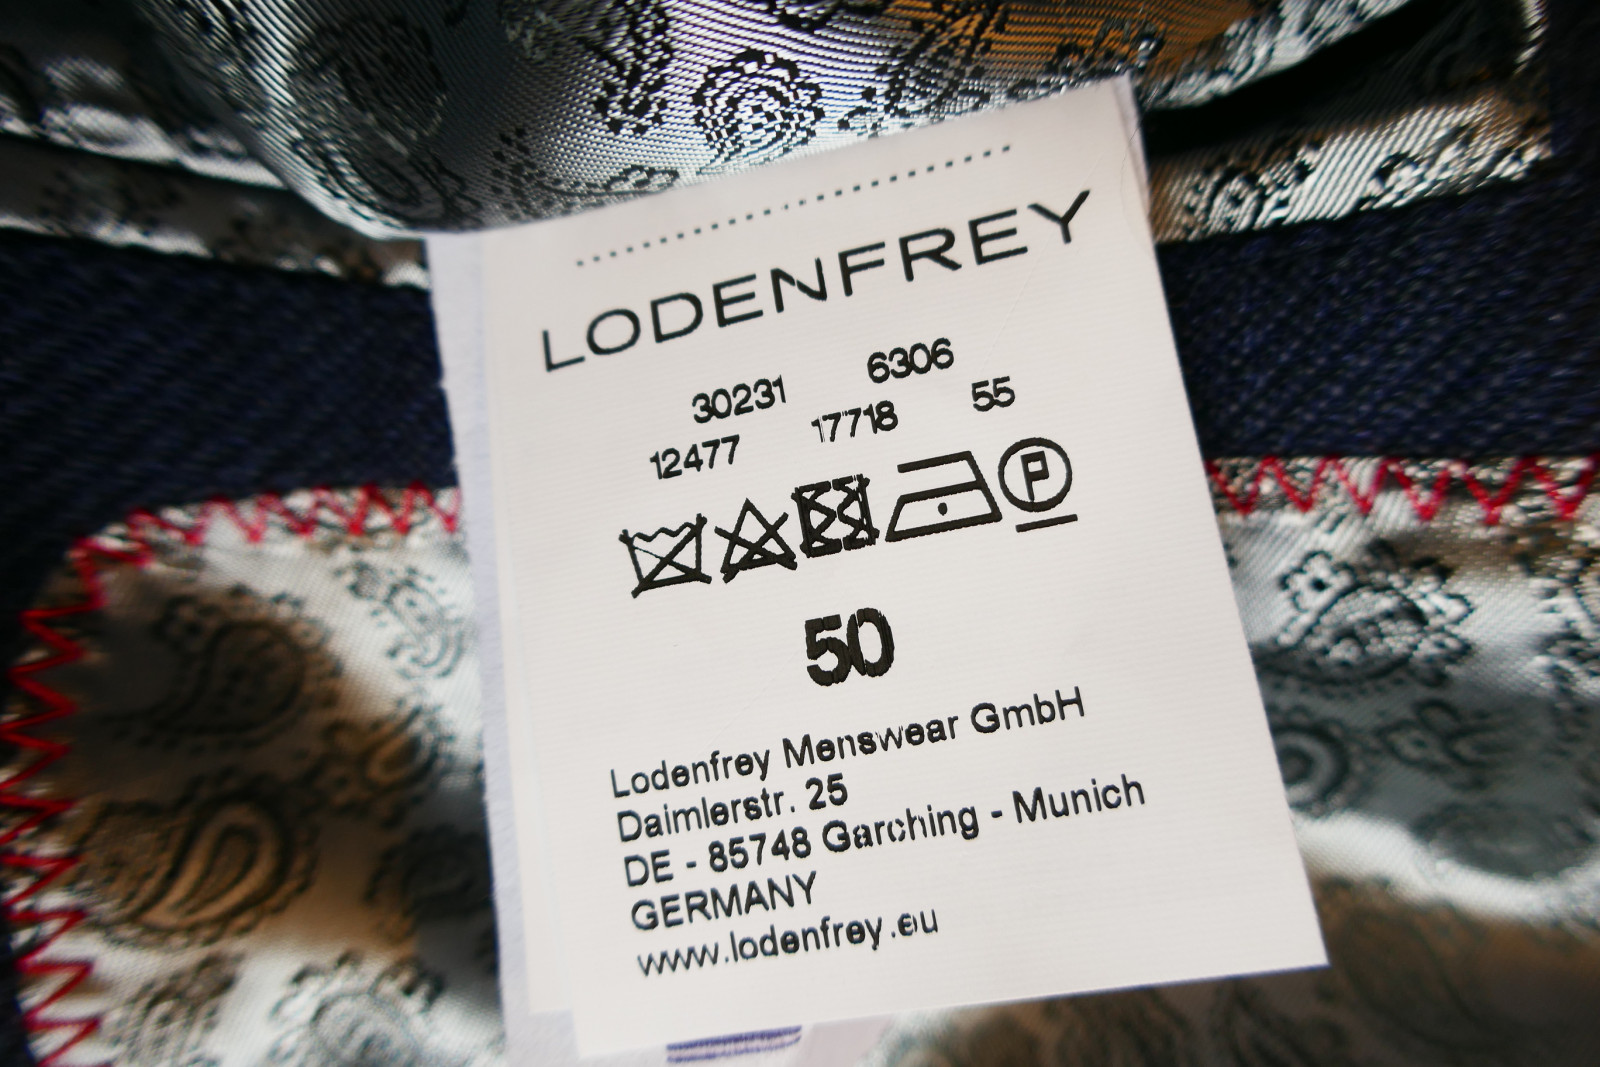 LODENFREY
30231 6306
12477 17718 55
P
50
Lodenfrey Menswear GmbH
Daimlerstr. 25
DE - 85748 Garching - Munich
GERMANY
www.lodenfrey.eu